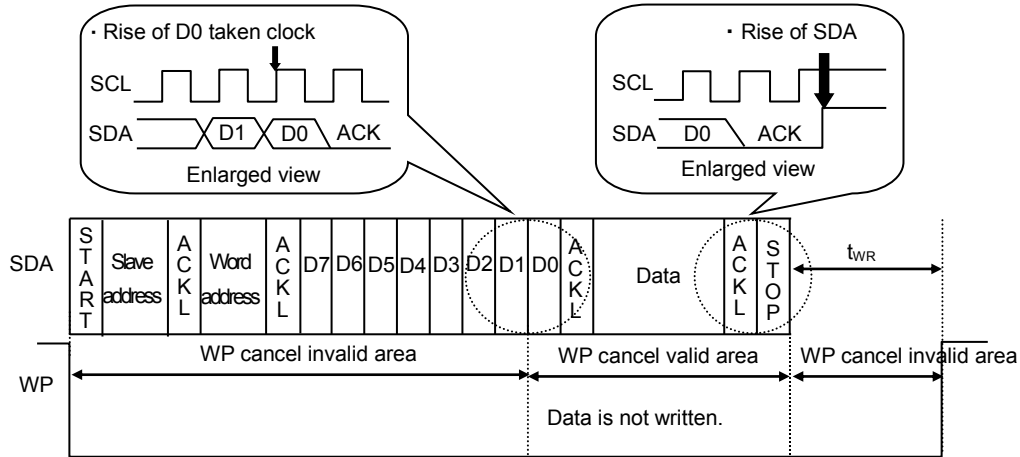 ・Rise of D0 taken clock
SCL
SDA D1 D0 ACK
Enlarged view
・Rise of SDA
SCL
SDA D0 ACK
Enlarged view
SDA START Slave address ACKL Word address ACKL D7 D6 D5 D4 D3 D2 D1 D0 ACKL Data ACKL STOP tWR
WP cancel invalid area WP cancel valid area WP cancel invalid area
WP
Data is not written.